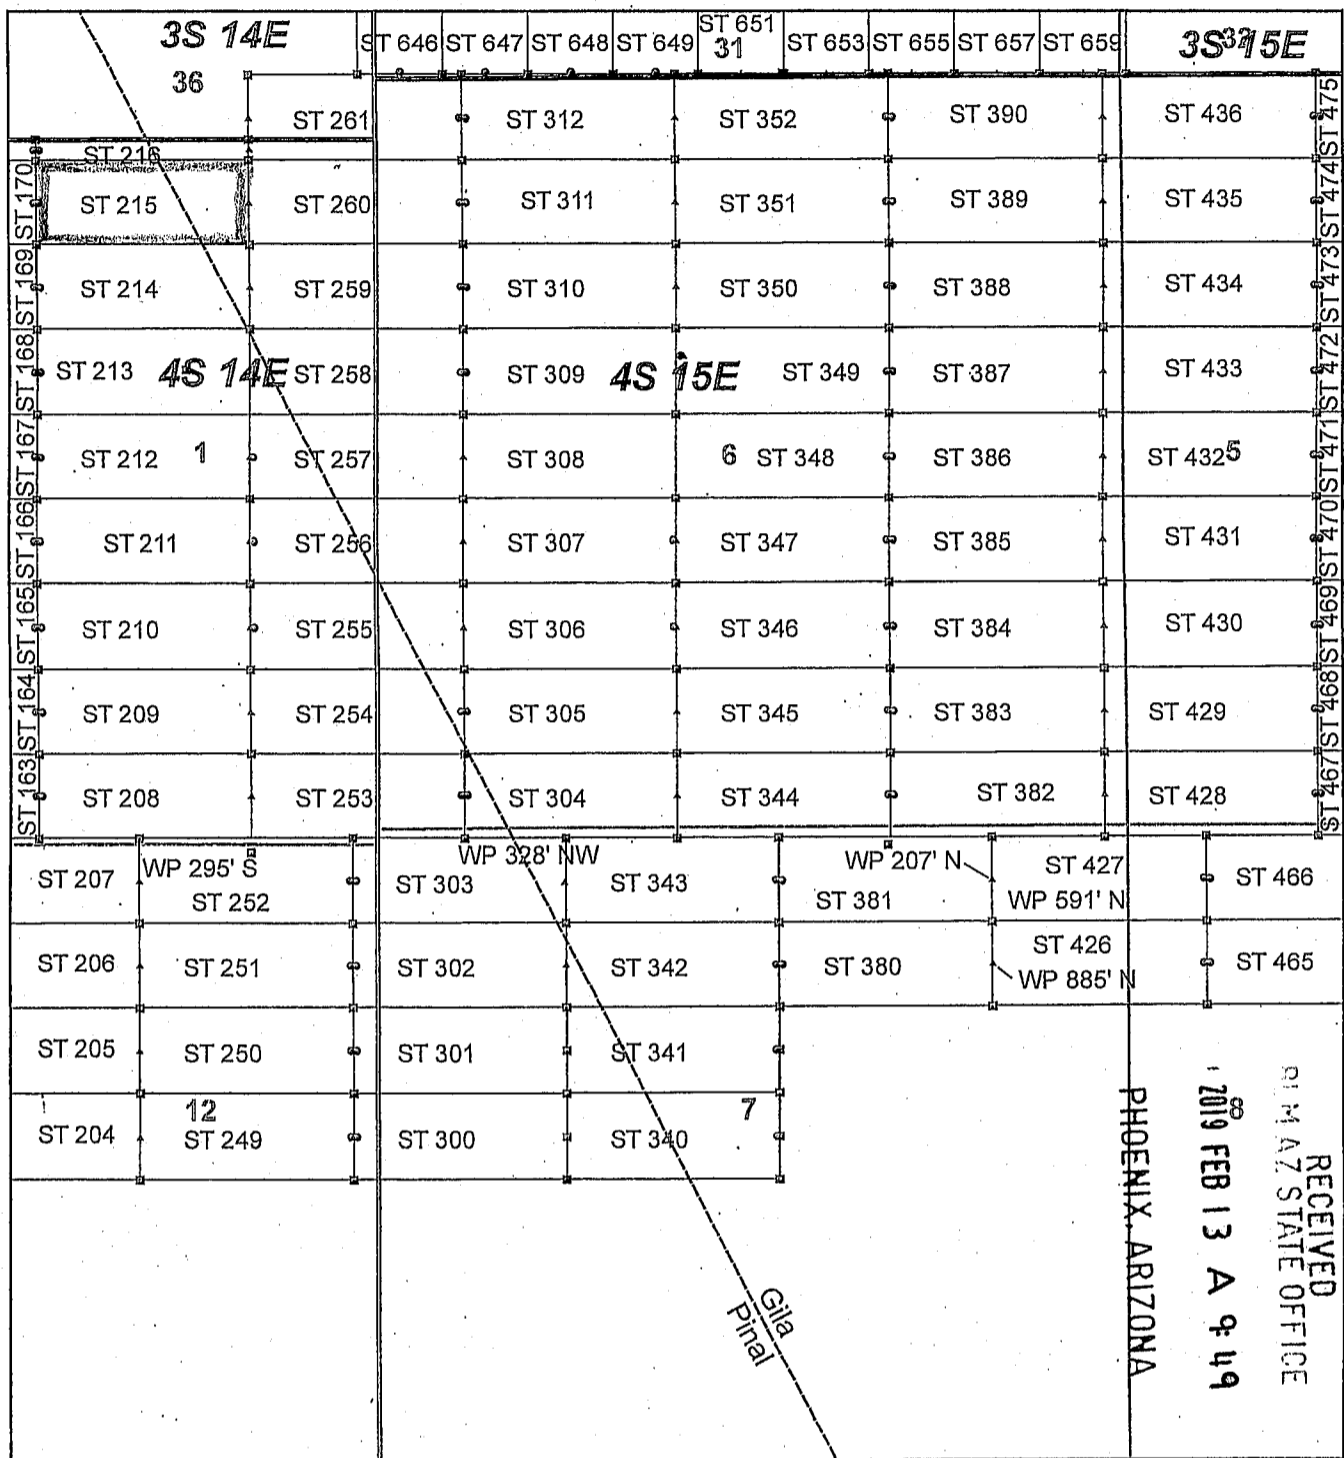 3S 14E
ST 646 ST 647 ST 648 ST 649 ST 651 ST 653 ST 655 ST 657 ST 659
31
3S 15E
32
36
ST 261 ST 312 ST 352 ST 390 ST 436 ST 475
ST 216
ST 170 ST 215 ST 260 ST 311 ST 351 ST 389 ST 435 ST 474
ST 169 ST 214 ST 259 ST 310 ST 350 ST 388 ST 434 ST 473
ST 168 ST 213 4S 14E ST 258 ST 309 4S 15E ST 349 ST 387 ST 433 ST 472
ST 167 ST 212 1 ST 257 ST 308 6 ST 348 ST 386 ST 432 5 ST 471
ST 166 ST 211 ST 256 ST 307 ST 347 ST 385 ST 431 ST 470
ST 165 ST 210 ST 255 ST 306 ST 346 ST 384 ST 430 ST 469
ST 164 ST 209 ST 254 ST 305 ST 345 ST 383 ST 429 ST 468
ST 163 ST 208 ST 253 ST 304 ST 344 ST 382 ST 428 ST 467
WP 295' S WP 328' NW WP 207' N
ST 207 ST 252 ST 303 ST 343 ST 381 ST 427 ST 466
WP 591' N
ST 206 ST 251 ST 302 ST 342 ST 380 ST 426 ST 465
WP 885' N
ST 205 ST 250 ST 301 ST 341
12 7 8
ST 204 ST 249 ST 300 ST 340
Gila
Pinal
RECEIVED
BLM AZ STATE OFFICE
2019 FEB 13 A 9:49
PHOENIX, ARIZONA